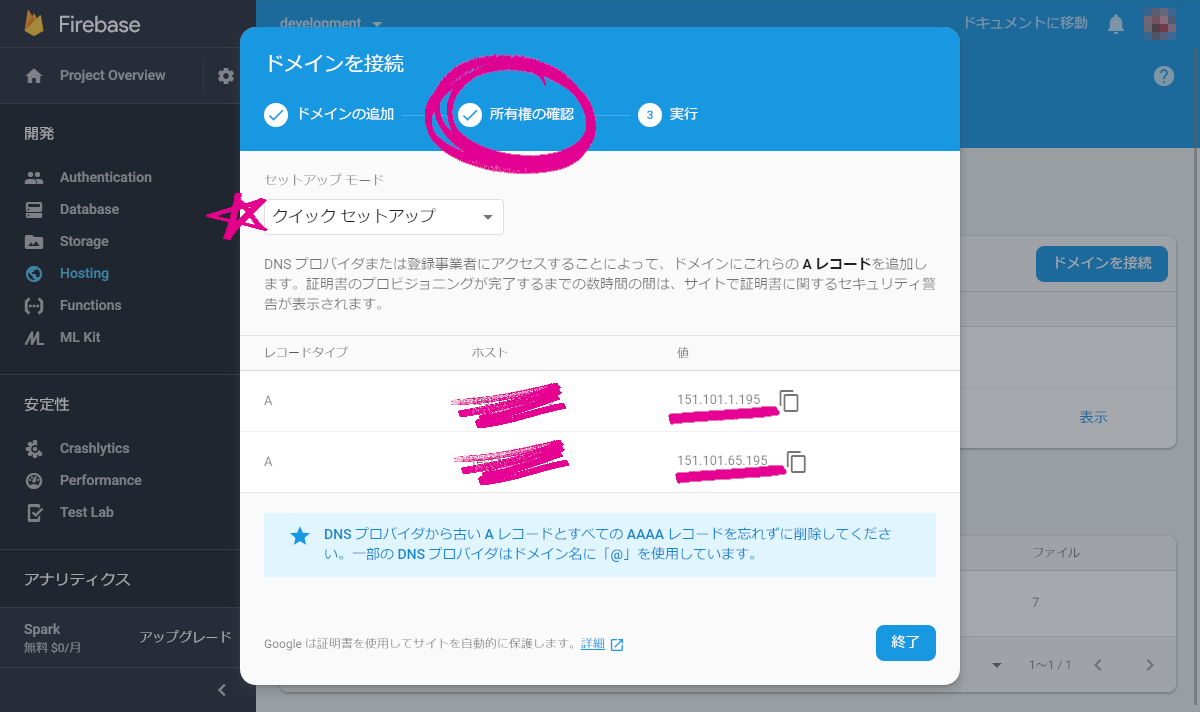 Firebase
development
ドキュメントに移動
Project Overview
開発
Authentication
Database
Storage
Hosting
Functions
ML Kit
安定性
Crashlytics
Performance
Test Lab
アナリティクス
Spark
無料 $0/月
アップグレード
ドメインを接続
ドメインの追加
所有権の確認
3 実行
セットアップ モード
クイック セットアップ
DNS プロバイダまたは登録事業者にアクセスすることによって、ドメインにこれらの A レコードを追加し
ます。証明書のプロビジョニングが完了するまでの数時間の間は、サイトで証明書に関するセキュリティ警
告が表示されます。
レコードタイプ ホスト 値
A 151.101.1.195
A 151.101.65.195
DNS プロバイダから古い A レコードとすべての AAAA レコードを忘れずに削除してくださ
い。一部の DNS プロバイダはドメイン名に「@」を使用しています。
Google は証明書を使用してサイトを自動的に保護します。詳細
終了
ドメインを接続
表示
ファイル
7
1〜1 / 1